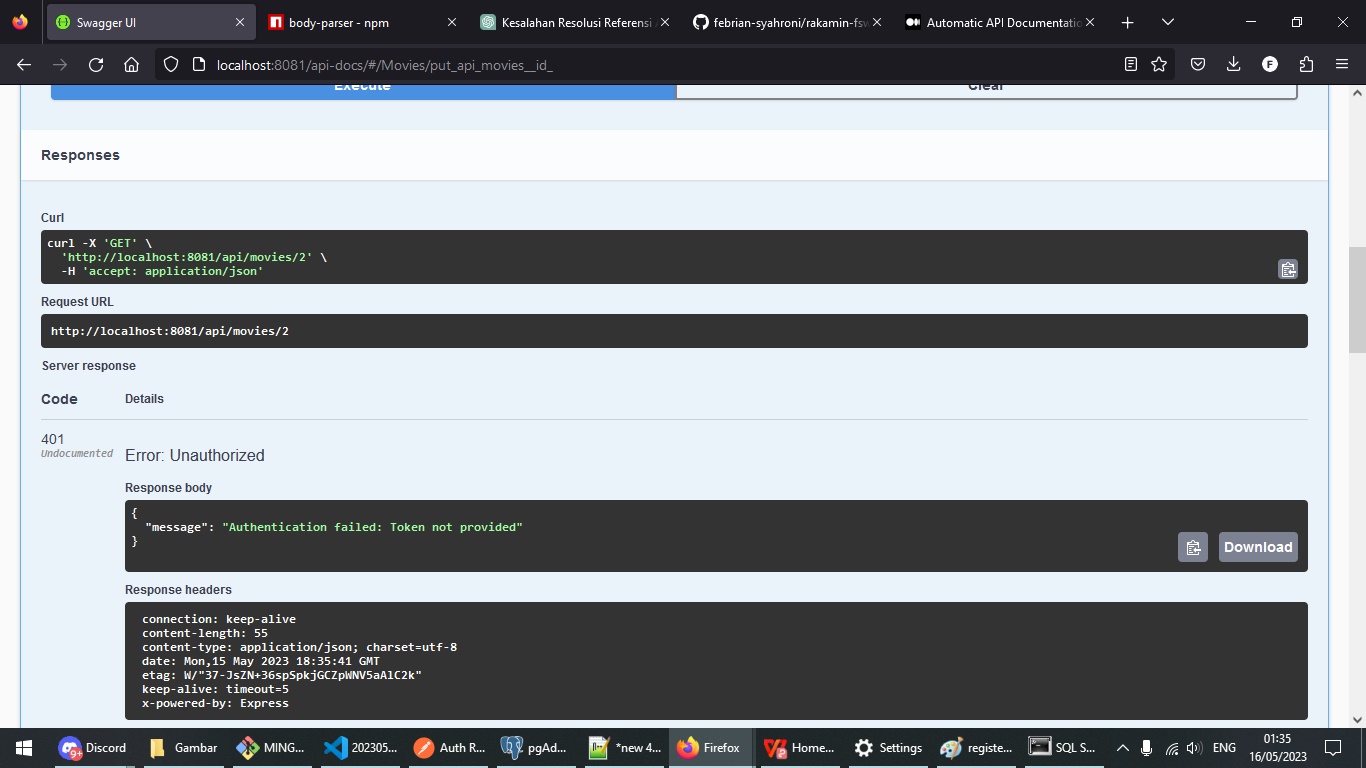 Swagger UI
body-parser - npm
Kesalahan Resolusi Referensi
febrian-syahroni/rakamin-fsw
Automatic API Documentatio
localhost:8081/api-docs/#/Movies/put_api_movies__id_
F
Execute
Clear
Responses
Curl
curl -X 'GET' \
'http://localhost:8081/api/movies/2' \
-H 'accept: application/json'
Request URL
http://localhost:8081/api/movies/2
Server response
Code
Details
401
Undocumented
Error: Unauthorized
Response body
{
"message": "Authentication failed: Token not provided"
}
Download
Response headers
connection: keep-alive
content-length: 55
content-type: application/json; charset=utf-8
date: Mon,15 May 2023 18:35:41 GMT
etag: W/"37-JsZN+36spSpkjGCZpWNV5aAlC2k"
keep-alive: timeout=5
x-powered-by: Express
9+
Discord
Gambar
MING...
202305...
Auth R...
pgAd...
*new 4...
Firefox
Home...
Settings
registe...
SQL S...
ENG
01:35
16/05/2023